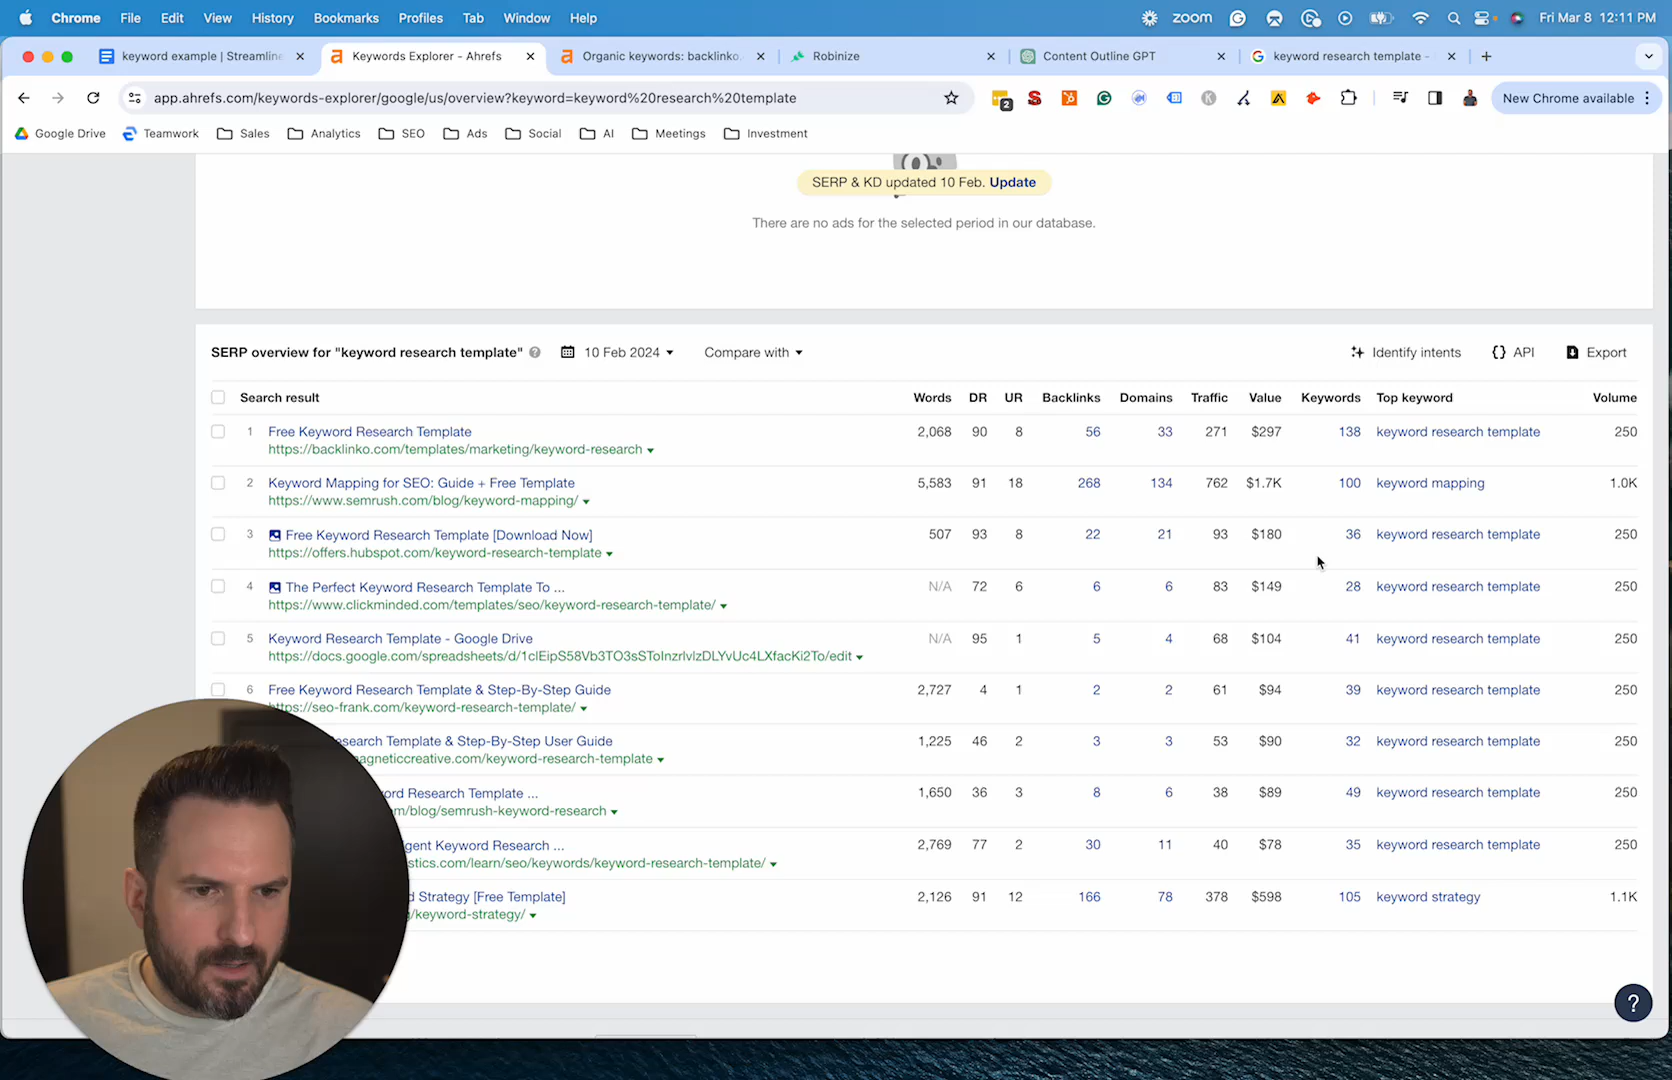 Chrome File Edit View History Bookmarks Profiles Tab Window Help zoom Fri Mar 8 12:11 PM
keyword example | Streamline Keywords Explorer - Ahrefs Organic keywords: backlinko. Robinize Content Outline GPT keyword research template -
app.ahrefs.com/keywords-explorer/google/us/overview?keyword=keyword%20research%20template 2 New Chrome available
Google Drive Teamwork Sales Analytics SEO Ads Social AI Meetings Investment
SERP & KD updated 10 Feb. Update
There are no ads for the selected period in our database.
SERP overview for "keyword research template" ? 10 Feb 2024 Compare with Identify intents API Export
Search result Words DR UR Backlinks Domains Traffic Value Keywords Top keyword Volume
1 Free Keyword Research Template 2,068 90 8 56 33 271 $297 138 keyword research template 250
https://backlinko.com/templates/marketing/keyword-research
2 Keyword Mapping for SEO: Guide + Free Template 5,583 91 18 268 134 762 $1.7K 100 keyword mapping 1.0K
https://www.semrush.com/blog/keyword-mapping/
3 Free Keyword Research Template [Download Now] 507 93 8 22 21 93 $180 36 keyword research template 250
https://offers.hubspot.com/keyword-research-template
4 The Perfect Keyword Research Template To ... N/A 72 6 6 6 83 $149 28 keyword research template 250
https://www.clickminded.com/templates/seo/keyword-research-template/
5 Keyword Research Template - Google Drive N/A 95 1 5 4 68 $104 41 keyword research template 250
https://docs.google.com/spreadsheets/d/1clEipS58Vb3TO3sSToInzrlvlzDLYvUc4LXfacKi2To/edit
6 Free Keyword Research Template & Step-By-Step Guide 2,727 4 1 2 2 61 $94 39 keyword research template 250
https://seo-frank.com/keyword-research-template/
esearch Template & Step-By-Step User Guide 1,225 46 2 3 3 53 $90 32 keyword research template 250
agneticcreative.com/keyword-research-template
ord Research Template ... 1,650 36 3 8 6 38 $89 49 keyword research template 250
m/blog/semrush-keyword-research
gent Keyword Research ... 2,769 77 2 30 11 40 $78 35 keyword research template 250
stics.com/learn/seo/keywords/keyword-research-template/
d Strategy [Free Template] 2,126 91 12 166 78 378 $598 105 keyword strategy 1.1K
g/keyword-strategy/
?